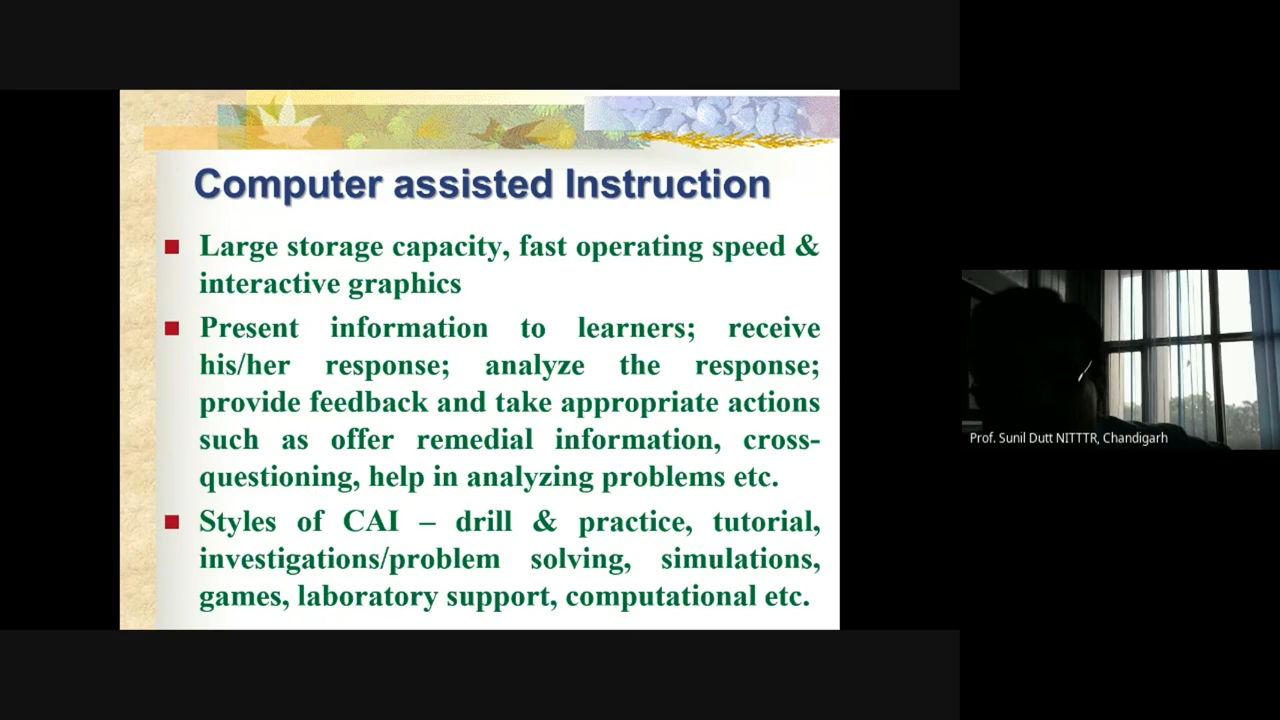 Computer assisted Instruction
Large storage capacity, fast operating speed &
interactive graphics
Present information to learners; receive
his/her response; analyze the response;
provide feedback and take appropriate actions
such as offer remedial information, cross-
questioning, help in analyzing problems etc.
Styles of CAI – drill & practice, tutorial,
investigations/problem solving, simulations,
games, laboratory support, computational etc.
Prof. Sunil Dutt NITTTR, Chandigarh